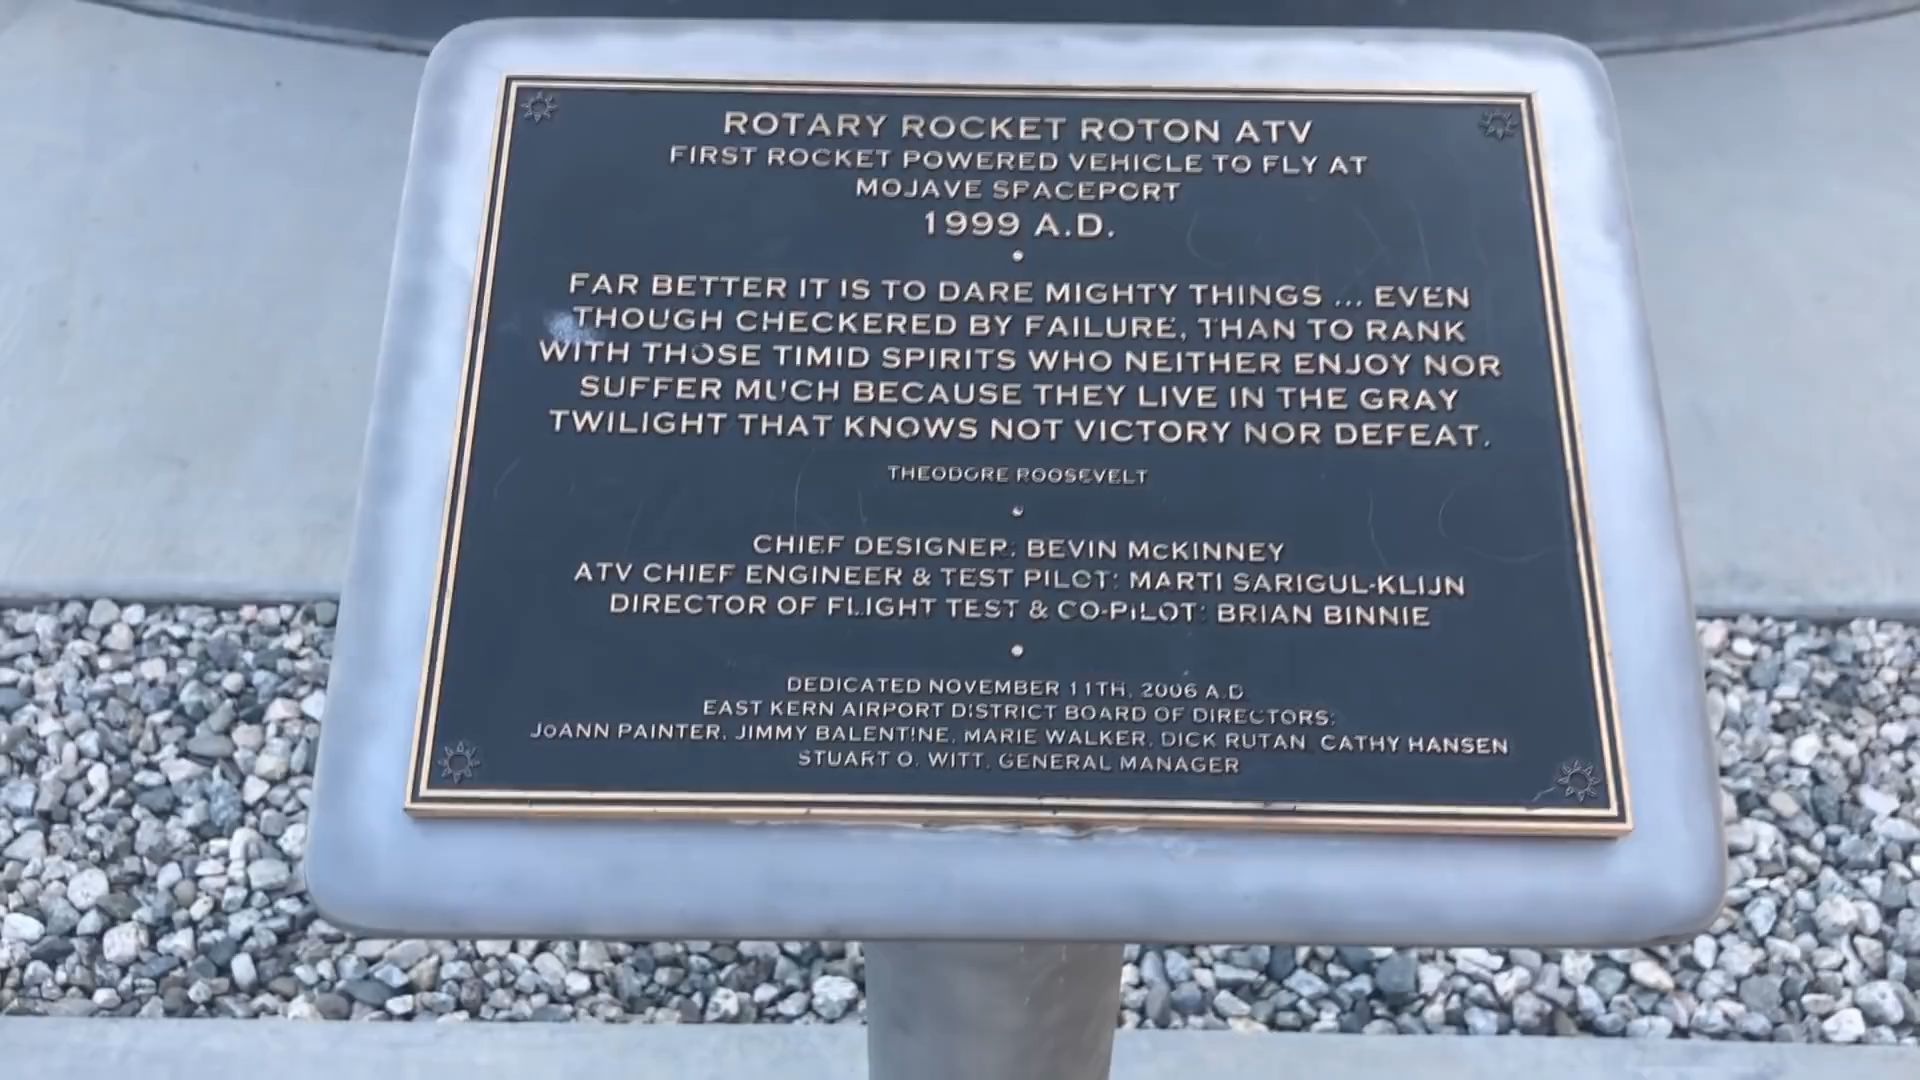 ROTARY ROCKET ROTON ATV
FIRST ROCKET POWERED VEHICLE TO FLY AT
MOJAVE SPACEPORT
1999 A.D.
FAR BETTER IT IS TO DARE MIGHTY THINGS ... EVEN
THOUGH CHECKERED BY FAILURE, THAN TO RANK
WITH THOSE TIMID SPIRITS WHO NEITHER ENJOY NOR
SUFFER MUCH BECAUSE THEY LIVE IN THE GRAY
TWILIGHT THAT KNOWS NOT VICTORY NOR DEFEAT.
THEODORE ROOSEVELT
CHIEF DESIGNER: BEVIN McKINNEY
ATV CHIEF ENGINEER & TEST PILOT: MARTI SARIGUL-KLIJN
DIRECTOR OF FLIGHT TEST & CO-PILOT: BRIAN BINNIE
DEDICATED NOVEMBER 11TH, 2006 A.D.
EAST KERN AIRPORT DISTRICT BOARD OF DIRECTORS:
JoANN PAINTER, JIMMY BALENTINE, MARIE WALKER, DICK RUTAN, CATHY HANSEN
STUART O. WITT, GENERAL MANAGER